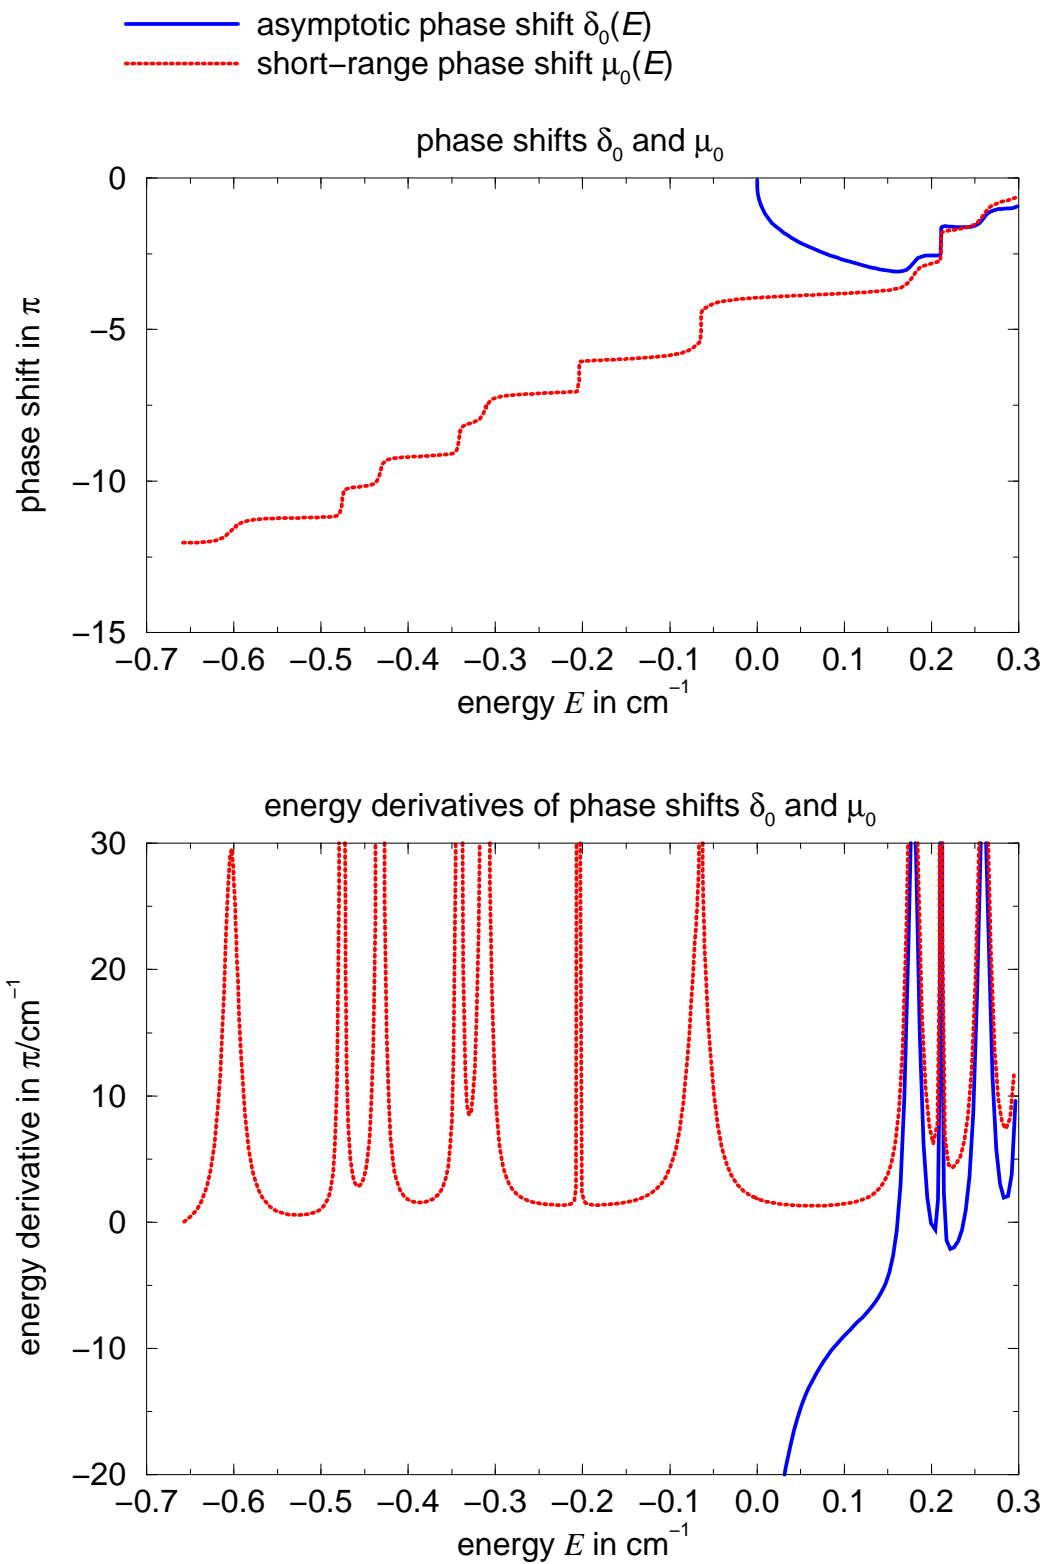 asymptotic phase shift δ₀(E)
short−range phase shift μ₀(E)
phase shifts δ₀ and μ₀
0
−5
−10
−15
phase shift in π
−0.7 −0.6 −0.5 −0.4 −0.3 −0.2 −0.1 0.0 0.1 0.2 0.3
energy E in cm⁻¹
energy derivatives of phase shifts δ₀ and μ₀
30
20
10
0
−10
−20
energy derivative in π/cm⁻¹
−0.7 −0.6 −0.5 −0.4 −0.3 −0.2 −0.1 0.0 0.1 0.2 0.3
energy E in cm⁻¹